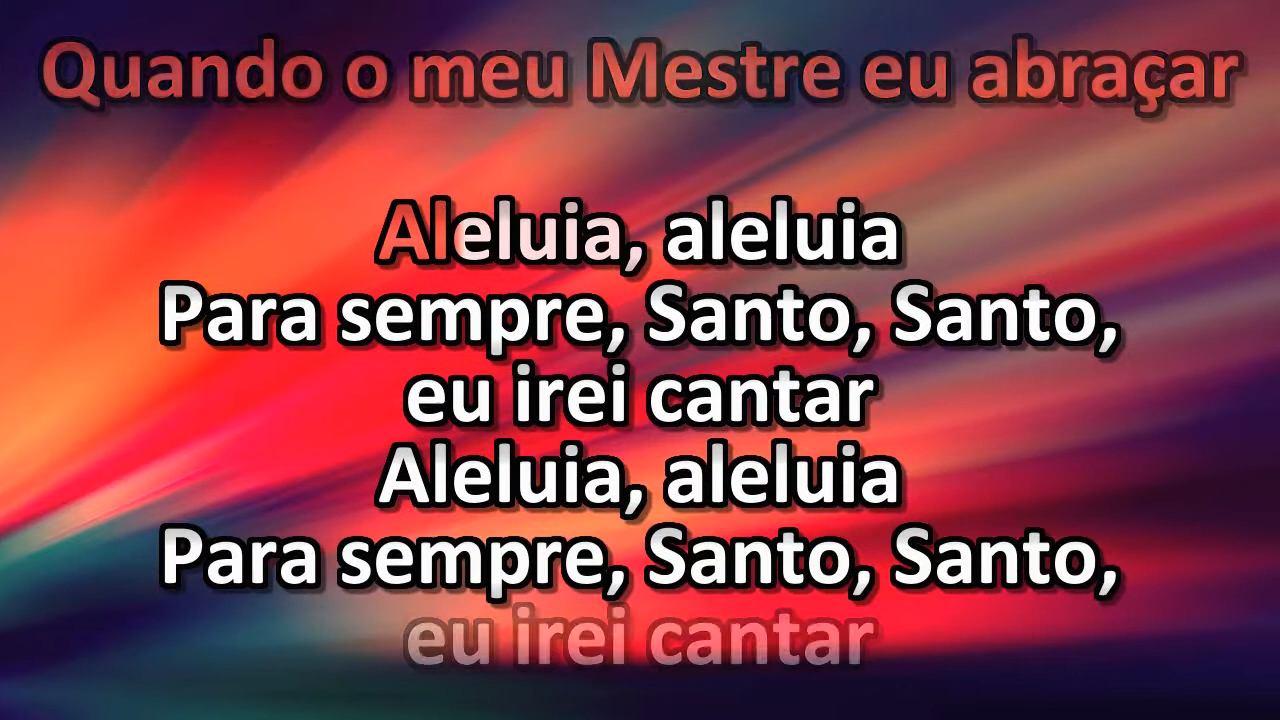 Quando o meu Mestre eu abraçar
Aleluia, aleluia
Para sempre, Santo, Santo,
eu irei cantar
Aleluia, aleluia
Para sempre, Santo, Santo,
eu irei cantar